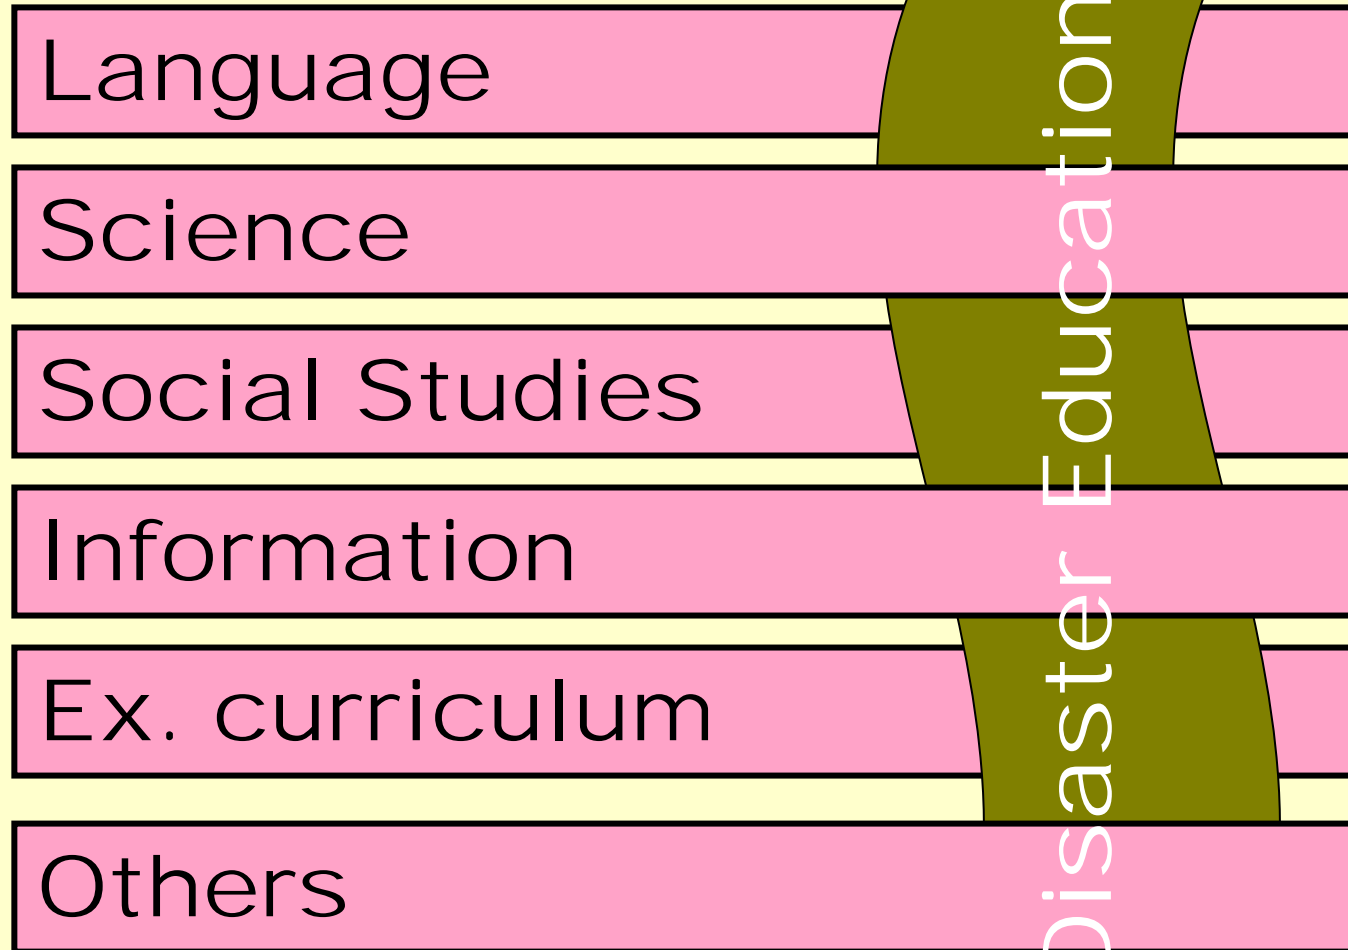 Language
Science
Social Studies
Information
Ex. curriculum
Others
Disaster Education